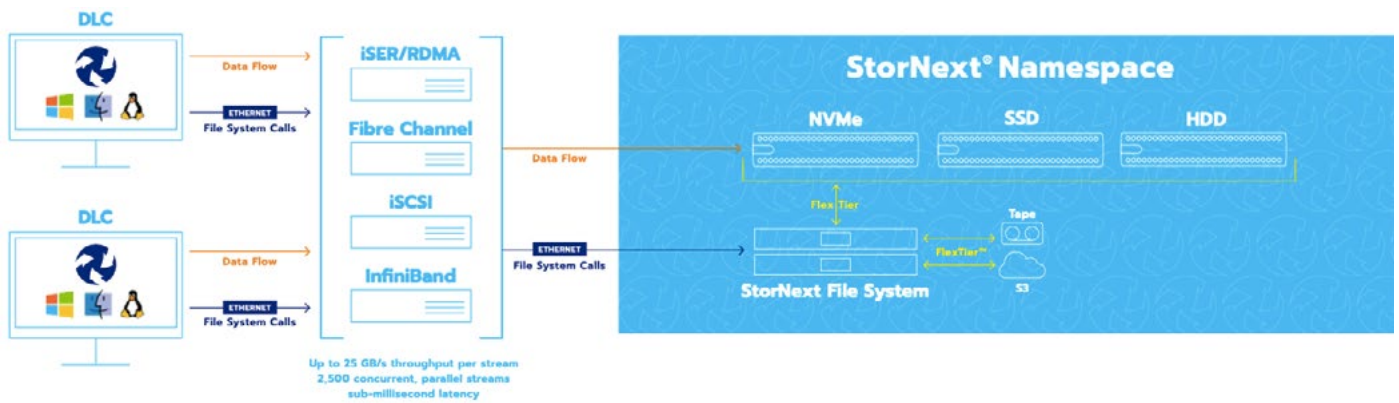 DLC
Data Flow
ETHERNET
File System Calls
DLC
Data Flow
ETHERNET
File System Calls
iSER/RDMA
Fibre Channel
iSCSI
InfiniBand
Up to 25 GB/s throughput per stream
2,500 concurrent, parallel streams
sub-millisecond latency
Data Flow
ETHERNET
File System Calls
StorNext® Namespace
NVMe
SSD
HDD
Flex Tier
Tape
FlexTier™
S3
StorNext File System